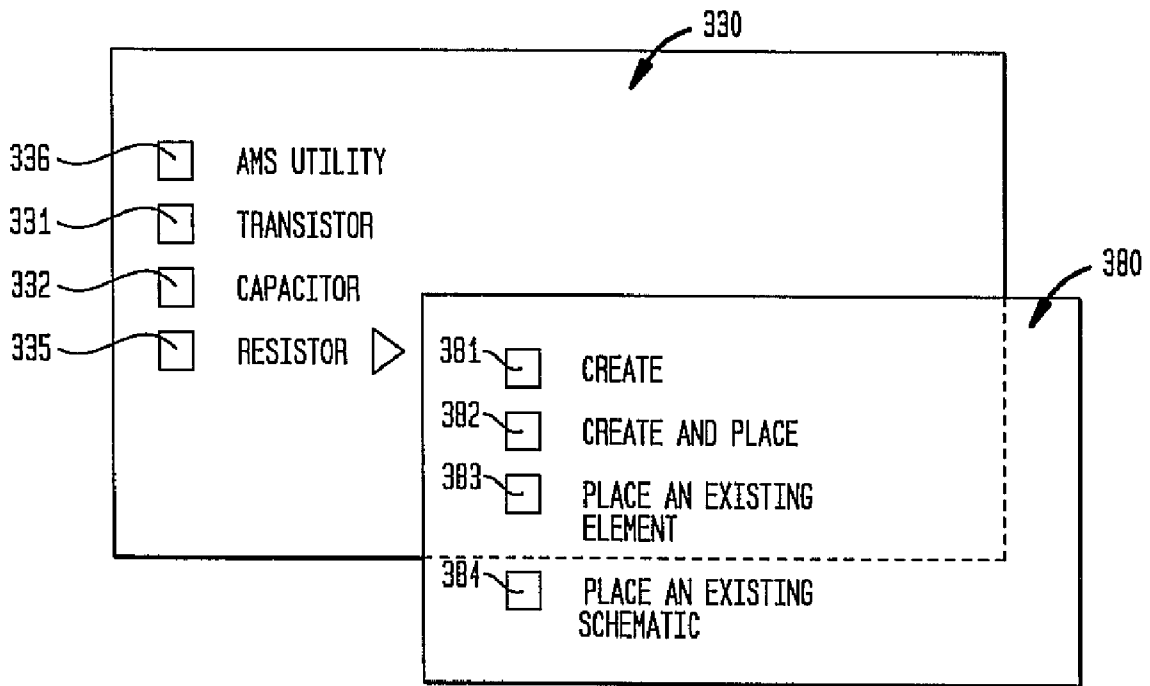 330
336 AMS UTILITY
331 TRANSISTOR
332 CAPACITOR
335 RESISTOR
380
381 CREATE
382 CREATE AND PLACE
383 PLACE AN EXISTING
ELEMENT
384 PLACE AN EXISTING
SCHEMATIC